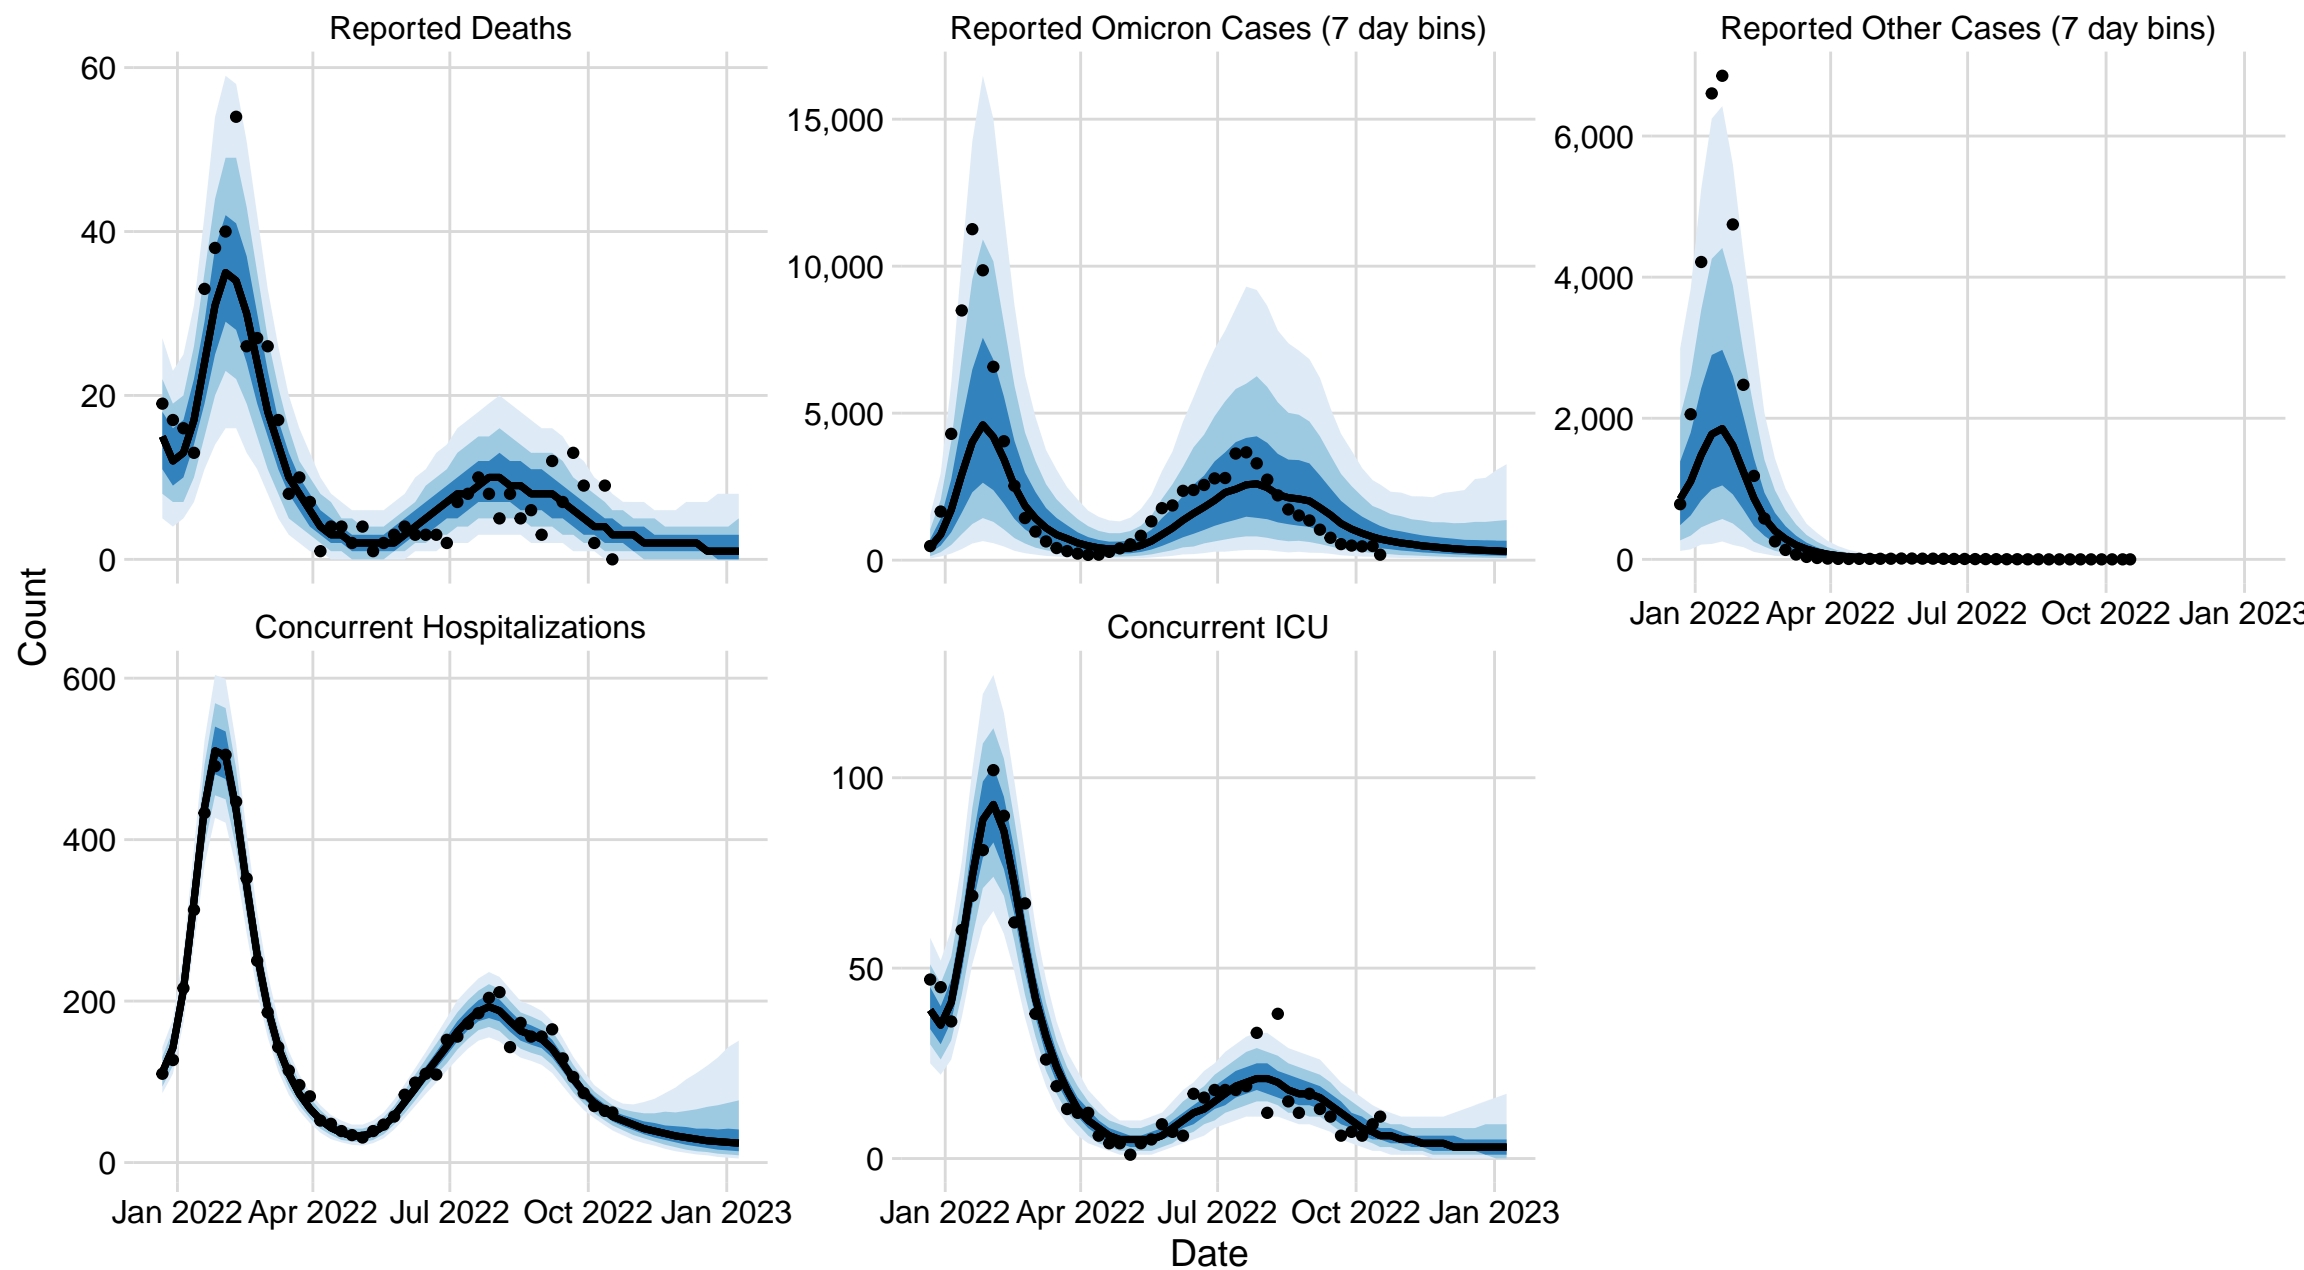 Reported Deaths
60
40
20
0
Reported Omicron Cases (7 day bins)
15,000
10,000
5,000
0
Reported Other Cases (7 day bins)
6,000
4,000
2,000
0
Jan 2022 Apr 2022 Jul 2022 Oct 2022 Jan 2023
Count
Concurrent Hospitalizations
600
400
200
0
Jan 2022 Apr 2022 Jul 2022 Oct 2022 Jan 2023
Concurrent ICU
100
50
0
Jan 2022 Apr 2022 Jul 2022 Oct 2022 Jan 2023
Date